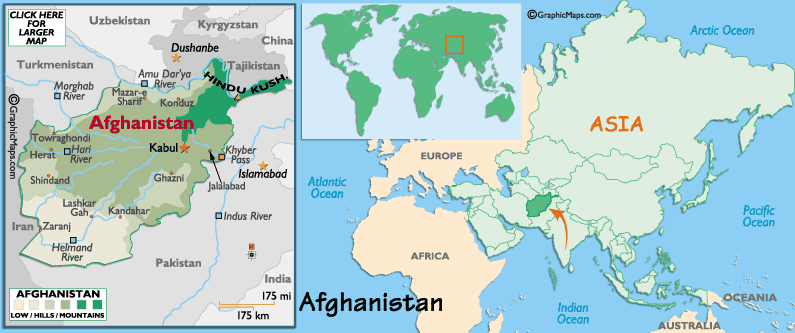 CLICK HERE
FOR
LARGER
MAP
Uzbekistan
Kyrgyzstan
China
Dushanbe
Tajikistan
Turkmenistan
Amu Dar'ya
River
HINDU KUSH.
Morghab
River
Mazar-e
Sharif
Konduz
©GraphicMaps.com
Afghanistan
Towraghondi
Herat
Hari
River
Kabul
Khyber
Pass
Islamabad
Shindand
Ghazni
Jalalabad
Lashkar
Gah
Kandahar
Indus River
Iran
Zaranj
Helmand
River
Pakistan
India
AFGHANISTAN
LOW / HILLS / MOUNTAINS
175 mi
175 km
Afghanistan
©GraphicMaps.com
Arctic Ocean
ASIA
EUROPE
Atlantic
Ocean
Pacific
Ocean
AFRICA
Indian
Ocean
OCEANIA
AUSTRALIA